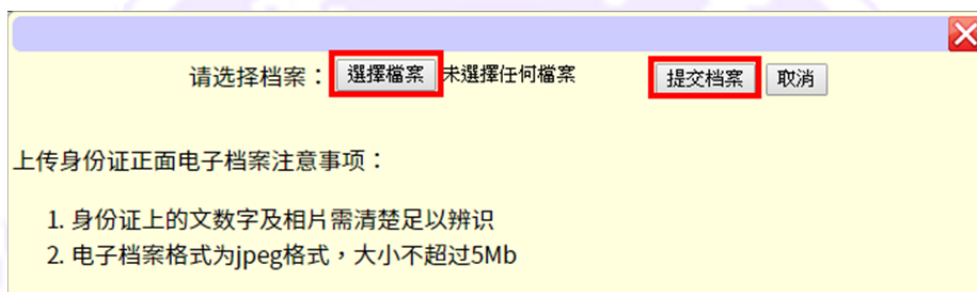 请选择档案： 選擇檔案 未選擇任何檔案 提交档案 取消
上传身份证正面电子档案注意事项：
1. 身份证上的文数字及相片需清楚足以辨识
2. 电子档案格式为jpeg格式，大小不超过5Mb